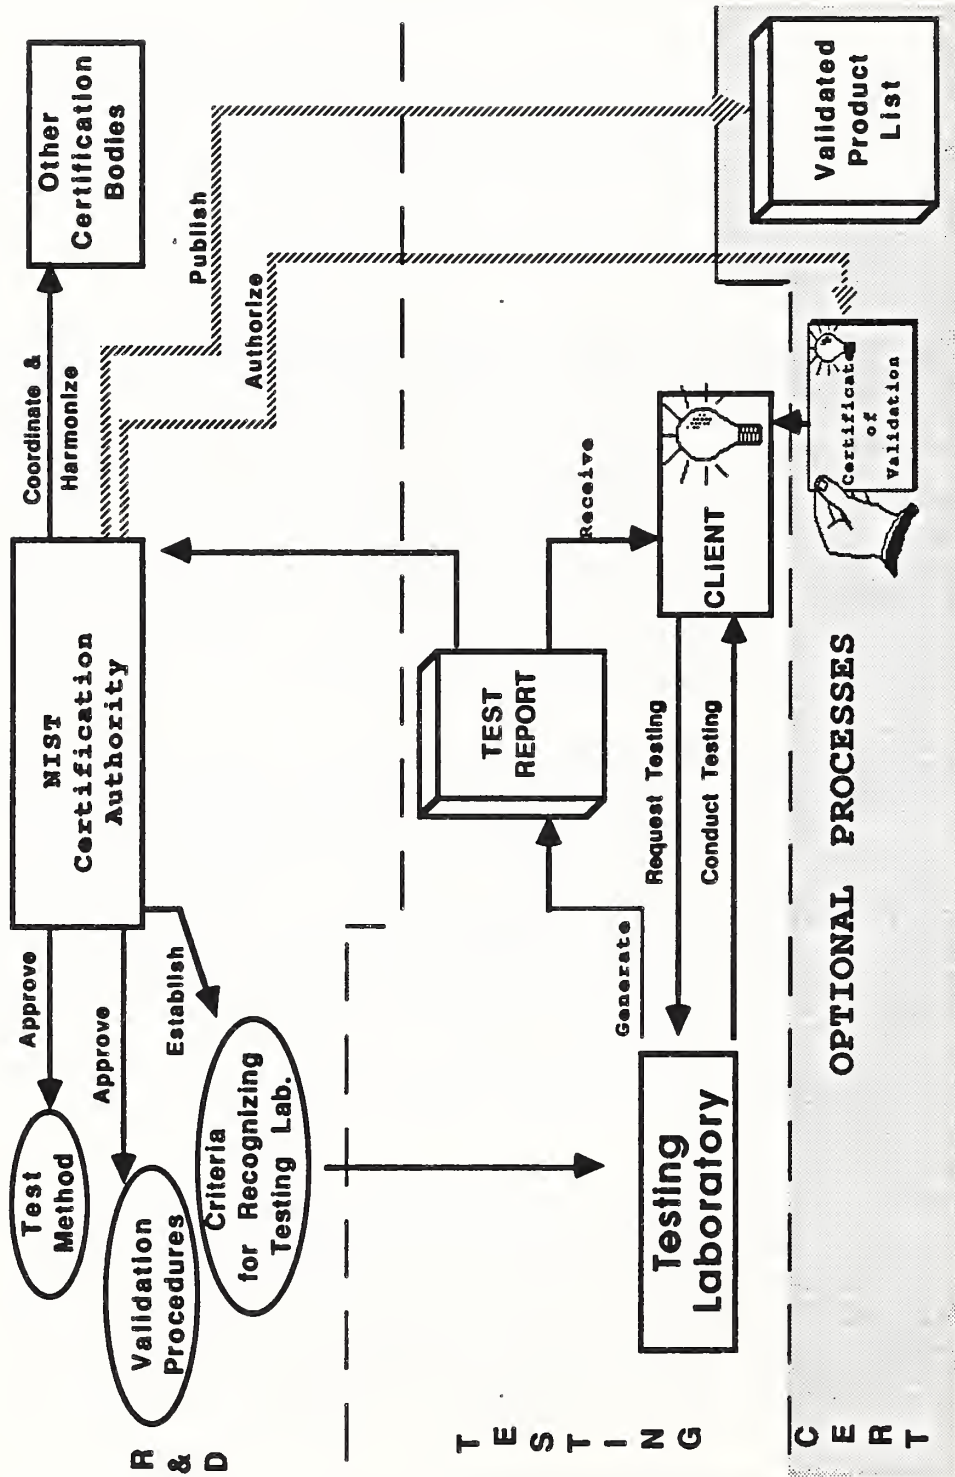 R
&
D
Test
Method
Validation
Procedures
Criteria
for Recognizing
Testing Lab.
Approve
Approve
Establish
NIST
Certification
Authority
Coordinate &
Harmonize
Other
Certification
Bodies
Publish
Authorize
T
E
S
T
I
N
G
Testing
Laboratory
Generate
TEST
REPORT
Receive
Request Testing
Conduct Testing
CLIENT
C
E
R
T
OPTIONAL PROCESSES
Certificate
of
Validation
Validated
Product
List